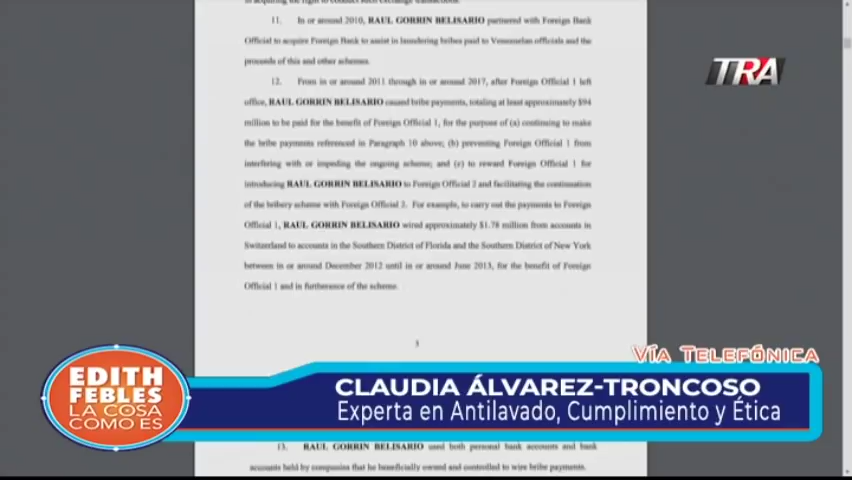 11. In or around 2010, RAUL GORRIN BELISARIO partnered with Foreign Bank
Official to acquire Foreign Bank to assist in laundering bribes paid to Venezuelan officials and the
proceeds of this and other schemes.
12. From in or around 2011 through in or around 2017, after Foreign Official 1 left
office, RAUL GORRIN BELISARIO caused bribe payments, totaling at least approximately $94
million to be paid for the benefit of Foreign Official 1, for the purpose of (a) continuing to make
the bribe payments referenced in Paragraph 10 above; (b) preventing Foreign Official 1 from
interfering with or impeding the ongoing scheme; and (c) to reward Foreign Official 1 for
introducing RAUL GORRIN BELISARIO to Foreign Official 2 and facilitating the continuation
of the bribery scheme with Foreign Official 2. For example, to carry out the payments to Foreign
Official 1, RAUL GORRIN BELISARIO wired approximately $1.78 million from accounts in
Switzerland to accounts in the Southern District of Florida and the Southern District of New York
between in or around December 2012 until in or around June 2013, for the benefit of Foreign
Official 1 and in furtherance of the scheme.
3
TRA
VÍA TELEFÓNICA
EDITH
FEBLES
LA COSA
COMO ES
CLAUDIA ÁLVAREZ-TRONCOSO
Experta en Antilavado, Cumplimiento y Ética
13. RAUL GORRIN BELISARIO used both personal bank accounts and bank
accounts held by companies that he beneficially owned and controlled to wire bribe payments.